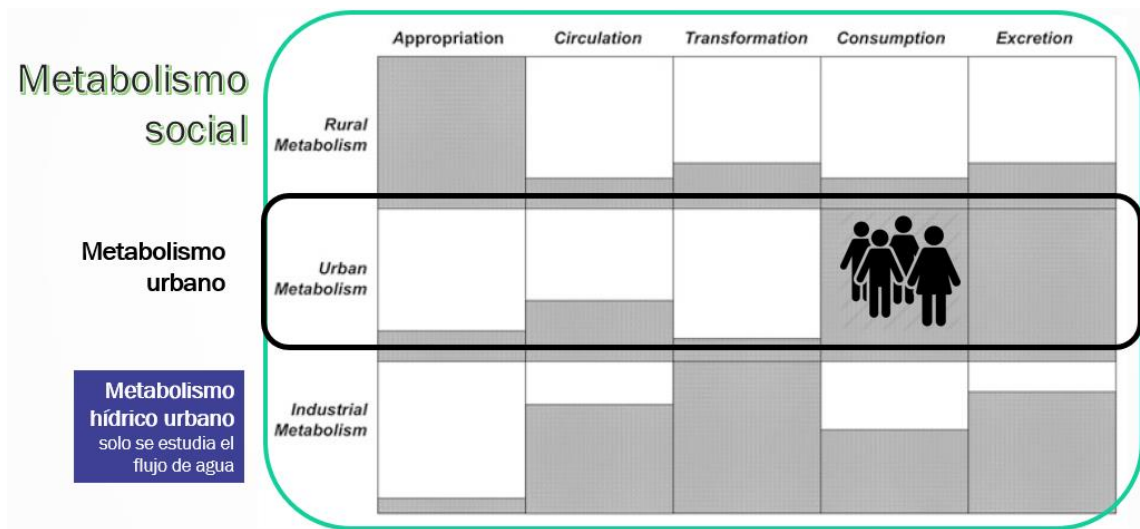 Appropriation Circulation Transformation Consumption Excretion
Metabolismo
social
Rural
Metabolism
Metabolismo
urbano
Urban
Metabolism
Metabolismo
hídrico urbano
solo se estudia el
flujo de agua
Industrial
Metabolism